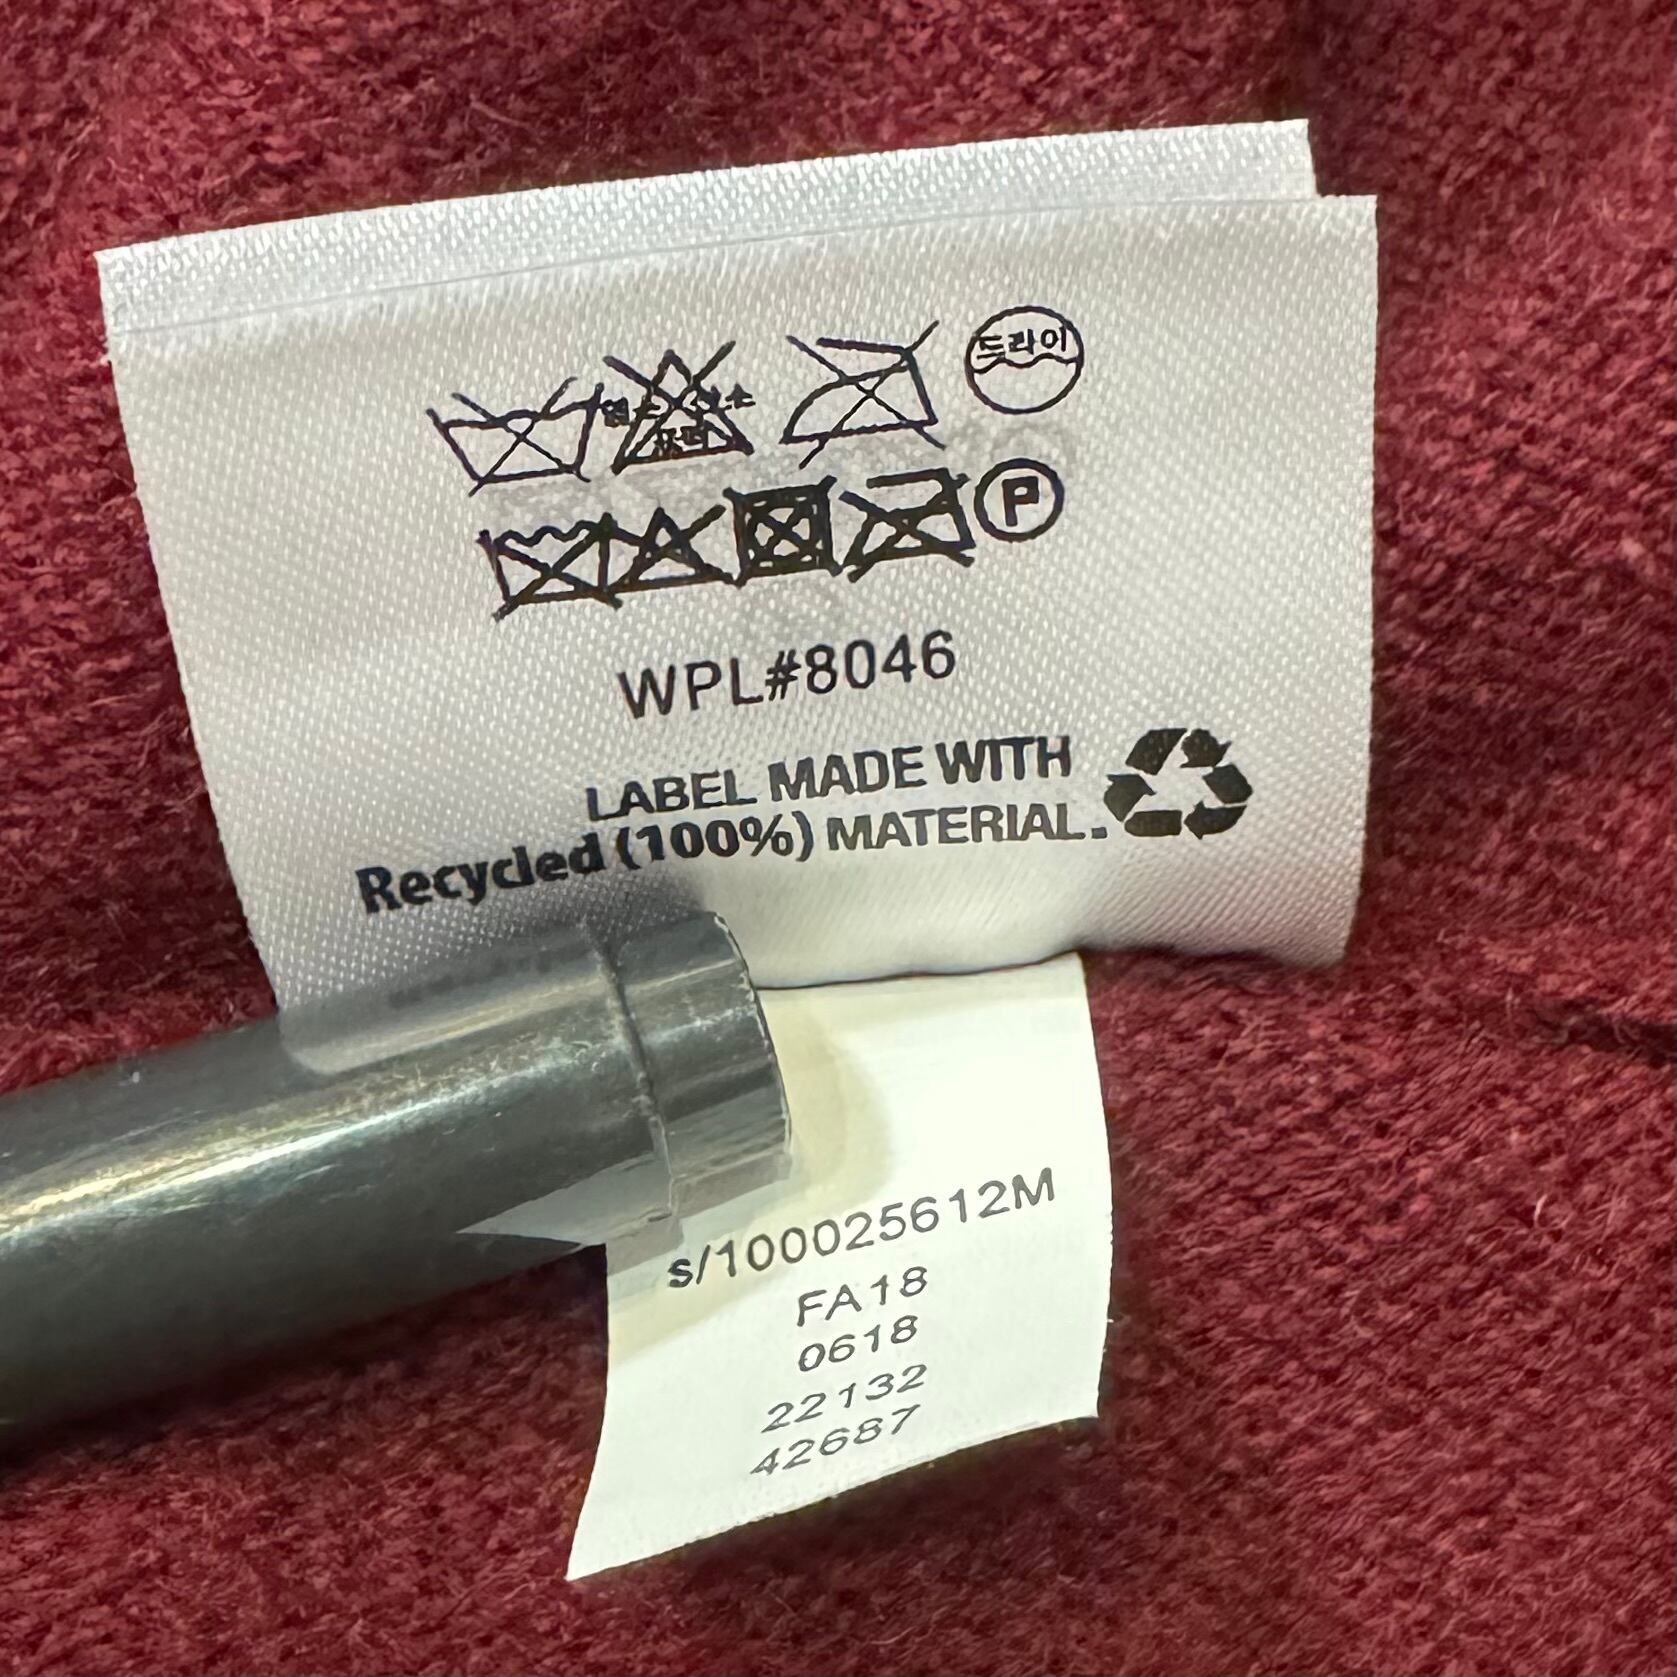 드라이
P
WPL#8046
LABEL MADE WITH
Recycled (100%) MATERIAL.
s/100025612M
FA18
0618
22132
42687